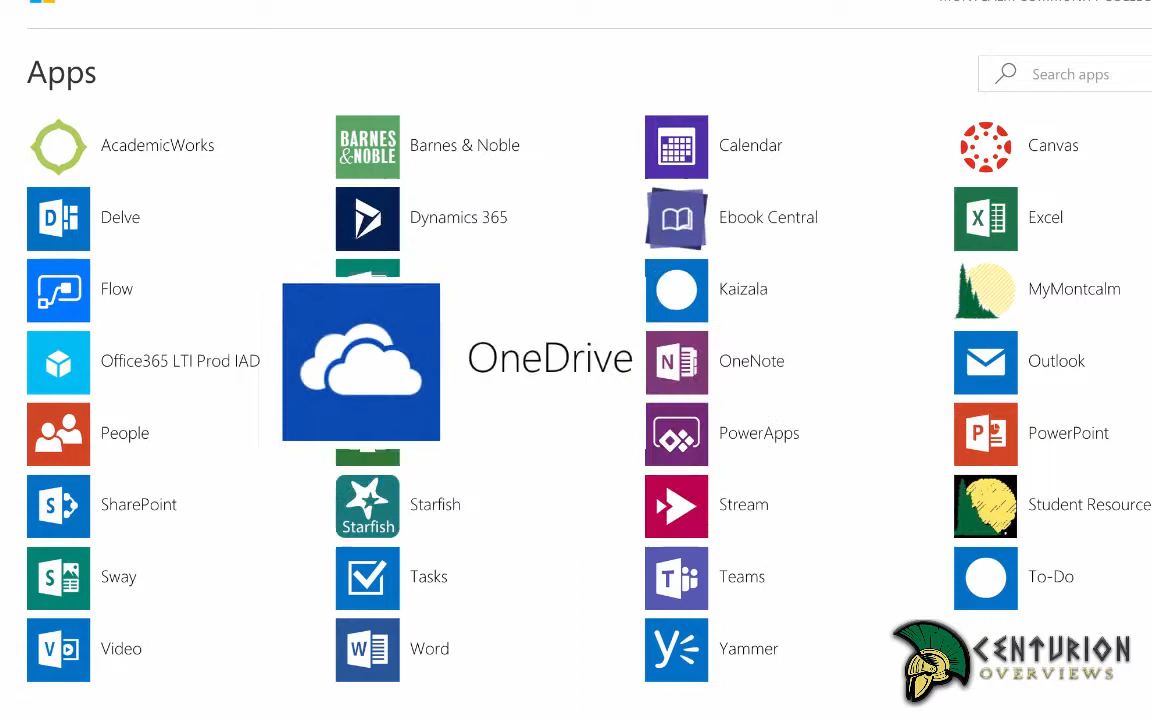 Apps
Search apps
AcademicWorks
BARNES
&NOBLE
Barnes & Noble
Calendar
Canvas
D
Delve
Dynamics 365
Ebook Central
X
Excel
Flow
Kaizala
MyMontcalm
Office365 LTI Prod IAD
OneDrive
N
OneNote
Outlook
People
PowerApps
P
PowerPoint
S
SharePoint
Starfish
Starfish
Stream
Student Resource
S
Sway
Tasks
T
Teams
To-Do
V
Video
W
Word
Yammer
CENTURION
OVERVIEWS